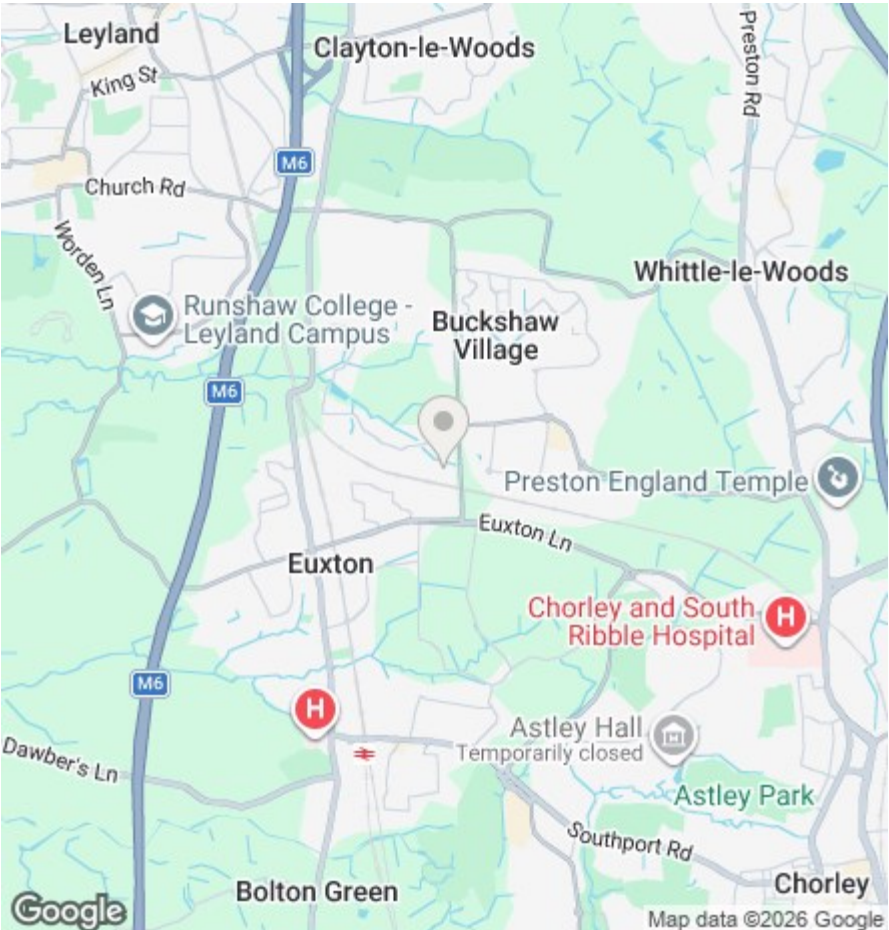 Leyland
Clayton-le-Woods
Preston Rd
King St
M6
Church Rd
Worden Ln
Whittle-le-Woods
Runshaw College -
Leyland Campus
Buckshaw
Village
M6
Preston England Temple
Euxton Ln
Euxton
Chorley and South
Ribble Hospital
H
M6
H
Astley Hall
Temporarily closed
Dawber's Ln
Astley Park
Southport Rd
Bolton Green
Chorley
Google
Map data ©2026 Google